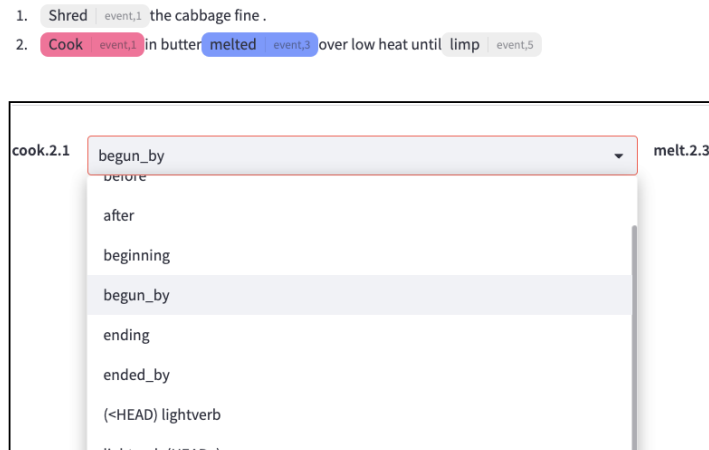 1. Shred event,1 the cabbage fine .
2. Cook event,1 in butter melted event,3 over low heat until limp event,5
cook.2.1 begun_by melt.2.3
before
after
beginning
begun_by
ending
ended_by
(<HEAD) lightverb